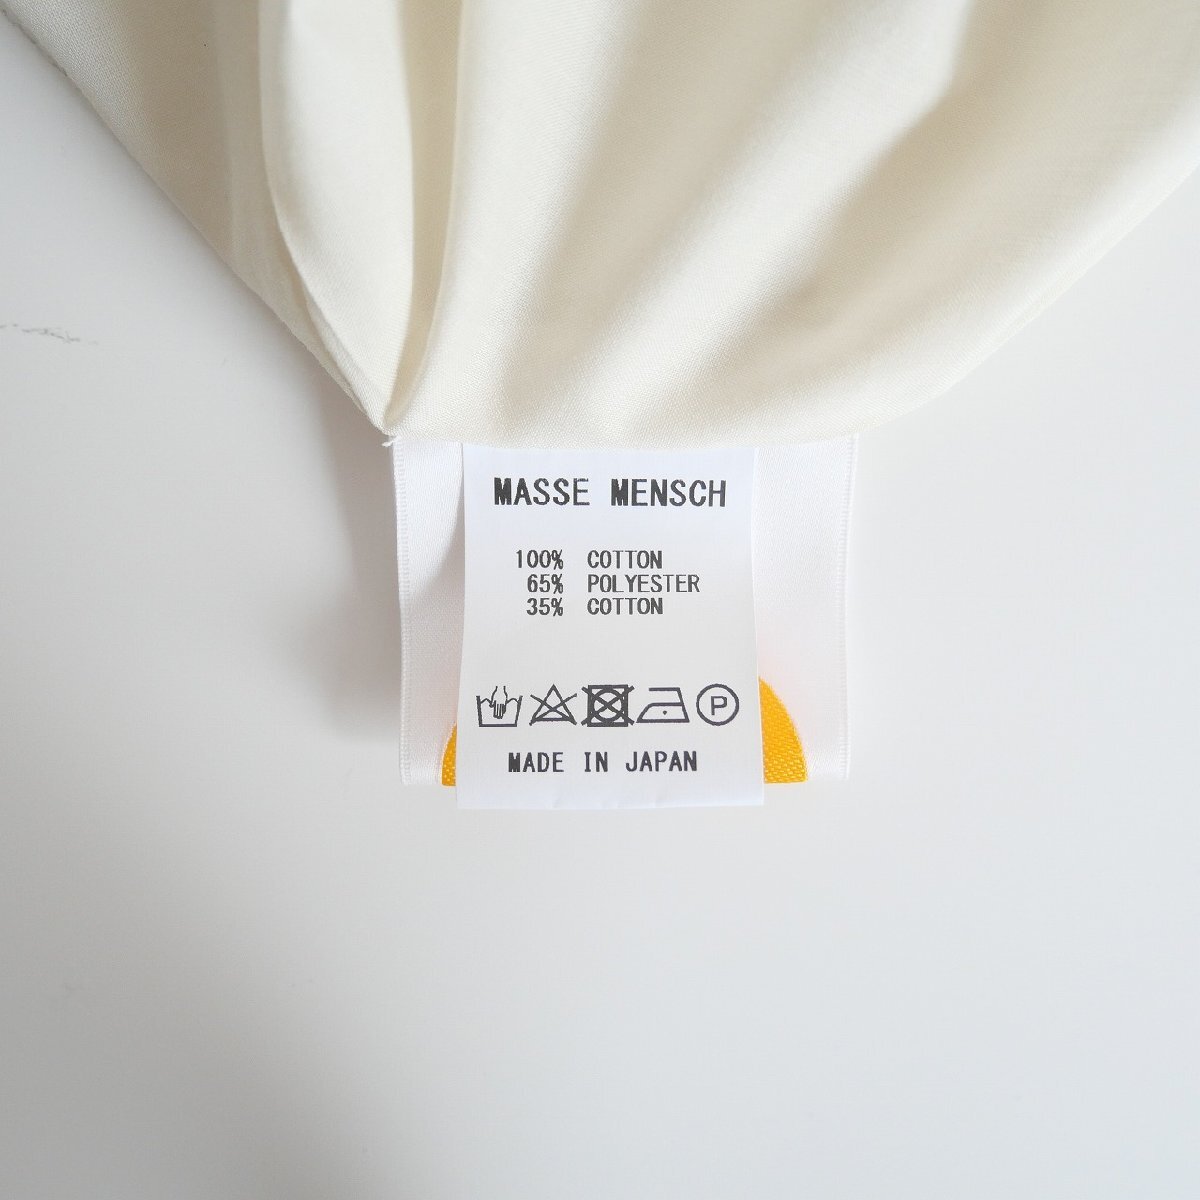 MASSE MENSCH
100% COTTON
65% POLYESTER
35% COTTON
P
MADE IN JAPAN